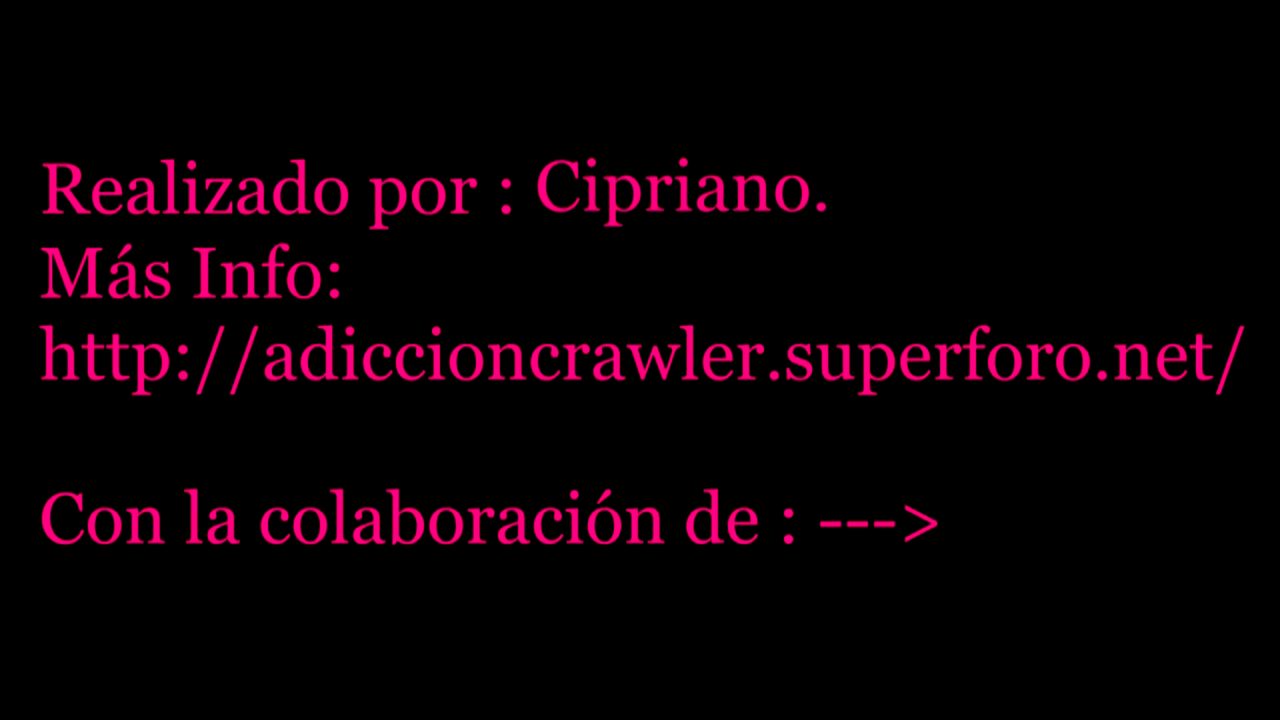 Realizado por : Cipriano.
Más Info:
http://adiccioncrawler.superforo.net/
Con la colaboración de : --->